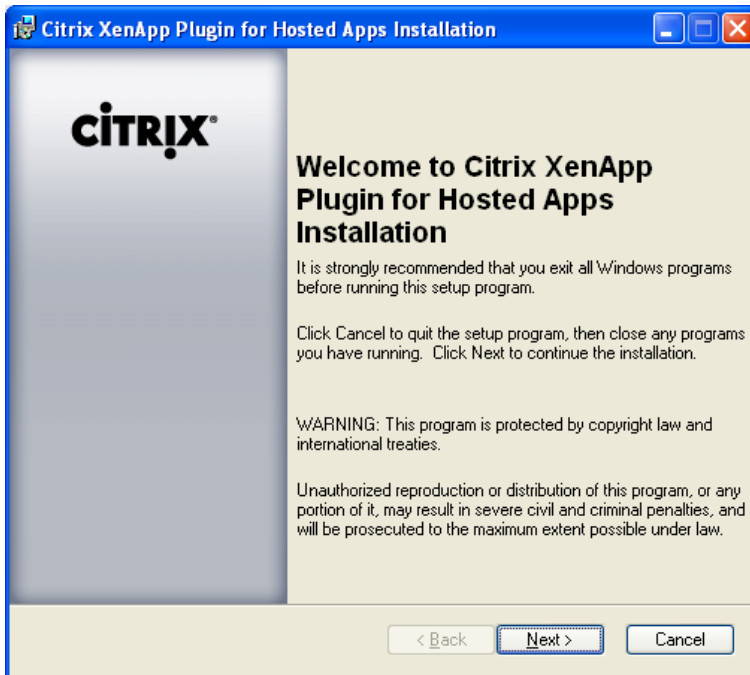 Citrix XenApp Plugin for Hosted Apps Installation
CITRIX®
Welcome to Citrix XenApp
Plugin for Hosted Apps
Installation
It is strongly recommended that you exit all Windows programs
before running this setup program.
Click Cancel to quit the setup program, then close any programs
you have running. Click Next to continue the installation.
WARNING: This program is protected by copyright law and
international treaties.
Unauthorized reproduction or distribution of this program, or any
portion of it, may result in severe civil and criminal penalties, and
will be prosecuted to the maximum extent possible under law.
< Back
Next >
Cancel